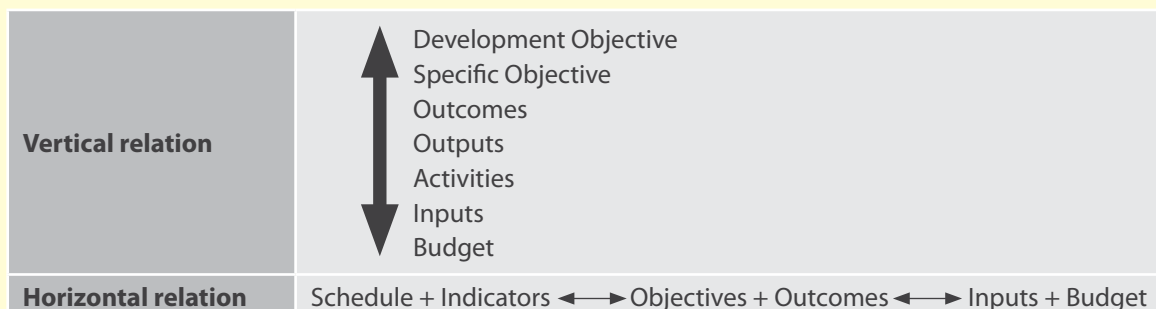 Vertical relation
Development Objective
Specific Objective
Outcomes
Outputs
Activities
Inputs
Budget
Horizontal relation
Schedule + Indicators ◄—► Objectives + Outcomes ◄—► Inputs + Budget